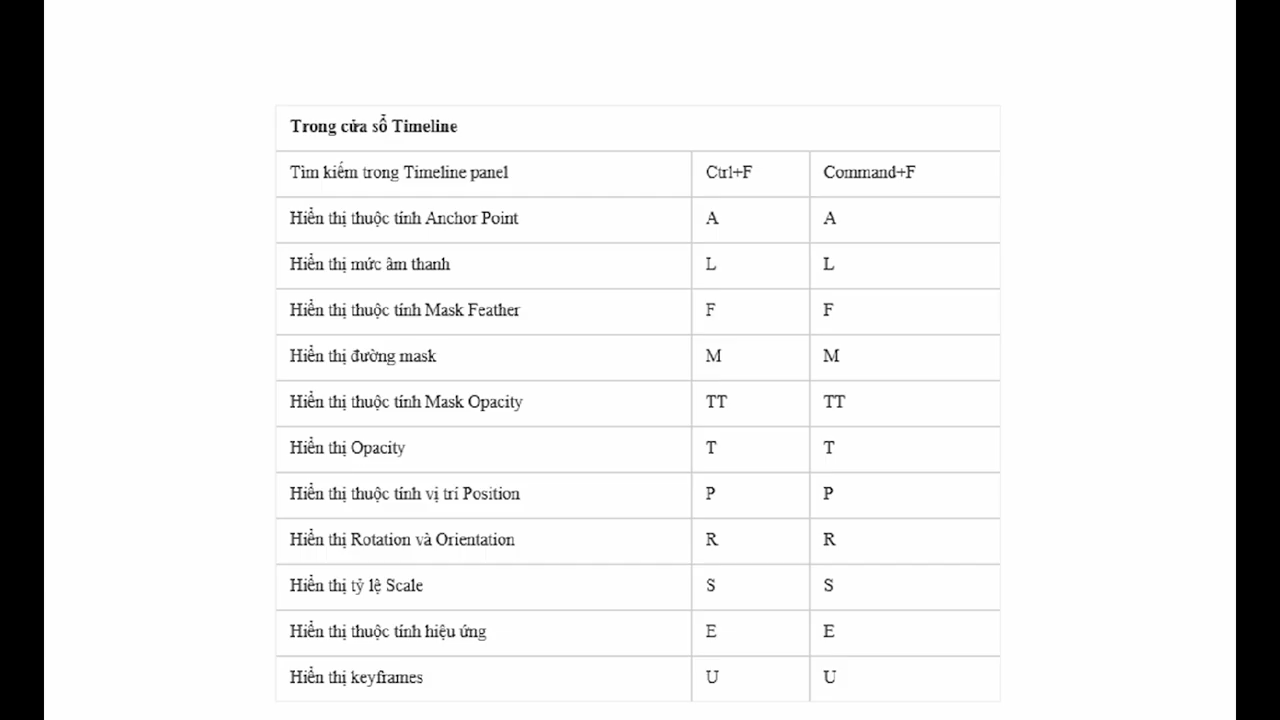 Trong cửa sổ Timeline
Tìm kiếm trong Timeline panel Ctrl+F Command+F
Hiển thị thuộc tính Anchor Point A A
Hiển thị mức âm thanh L L
Hiển thị thuộc tính Mask Feather F F
Hiển thị đường mask M M
Hiển thị thuộc tính Mask Opacity TT TT
Hiển thị Opacity T T
Hiển thị thuộc tính vị trí Position P P
Hiển thị Rotation và Orientation R R
Hiển thị tỷ lệ Scale S S
Hiển thị thuộc tính hiệu ứng E E
Hiển thị keyframes U U